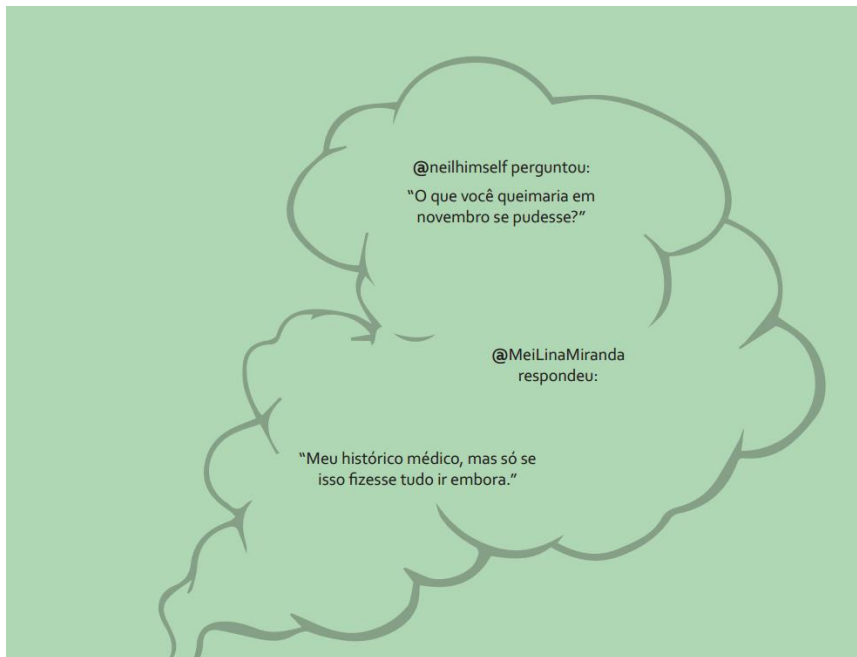 @neilhimself perguntou:
“O que você queimaria em
novembro se pudesse?”
@MeiLinaMiranda
respondeu:
“Meu histórico médico, mas só se
isso fizesse tudo ir embora.”